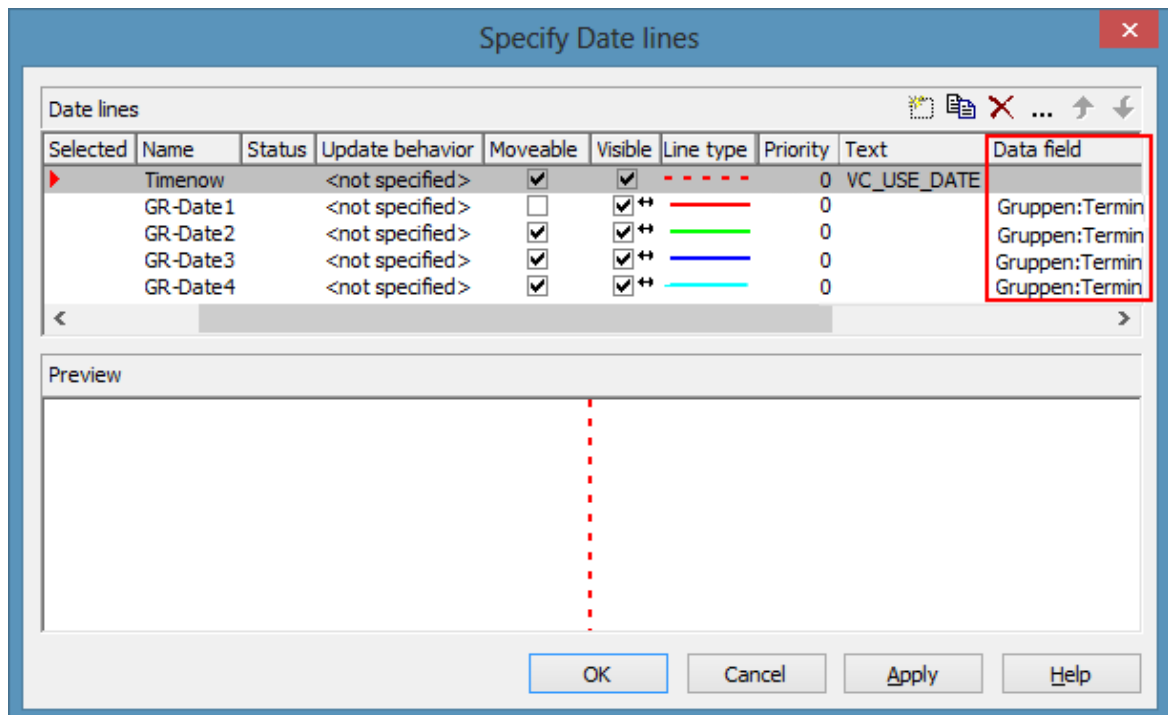 Specify Date lines
Date lines ...
Selected Name Status Update behavior Moveable Visible Line type Priority Text Data field
Timenow <not specified> 0 VC_USE_DATE
GR-Date1 <not specified> 0 Gruppen:Termin
GR-Date2 <not specified> 0 Gruppen:Termin
GR-Date3 <not specified> 0 Gruppen:Termin
GR-Date4 <not specified> 0 Gruppen:Termin
Preview
OK Cancel Apply Help